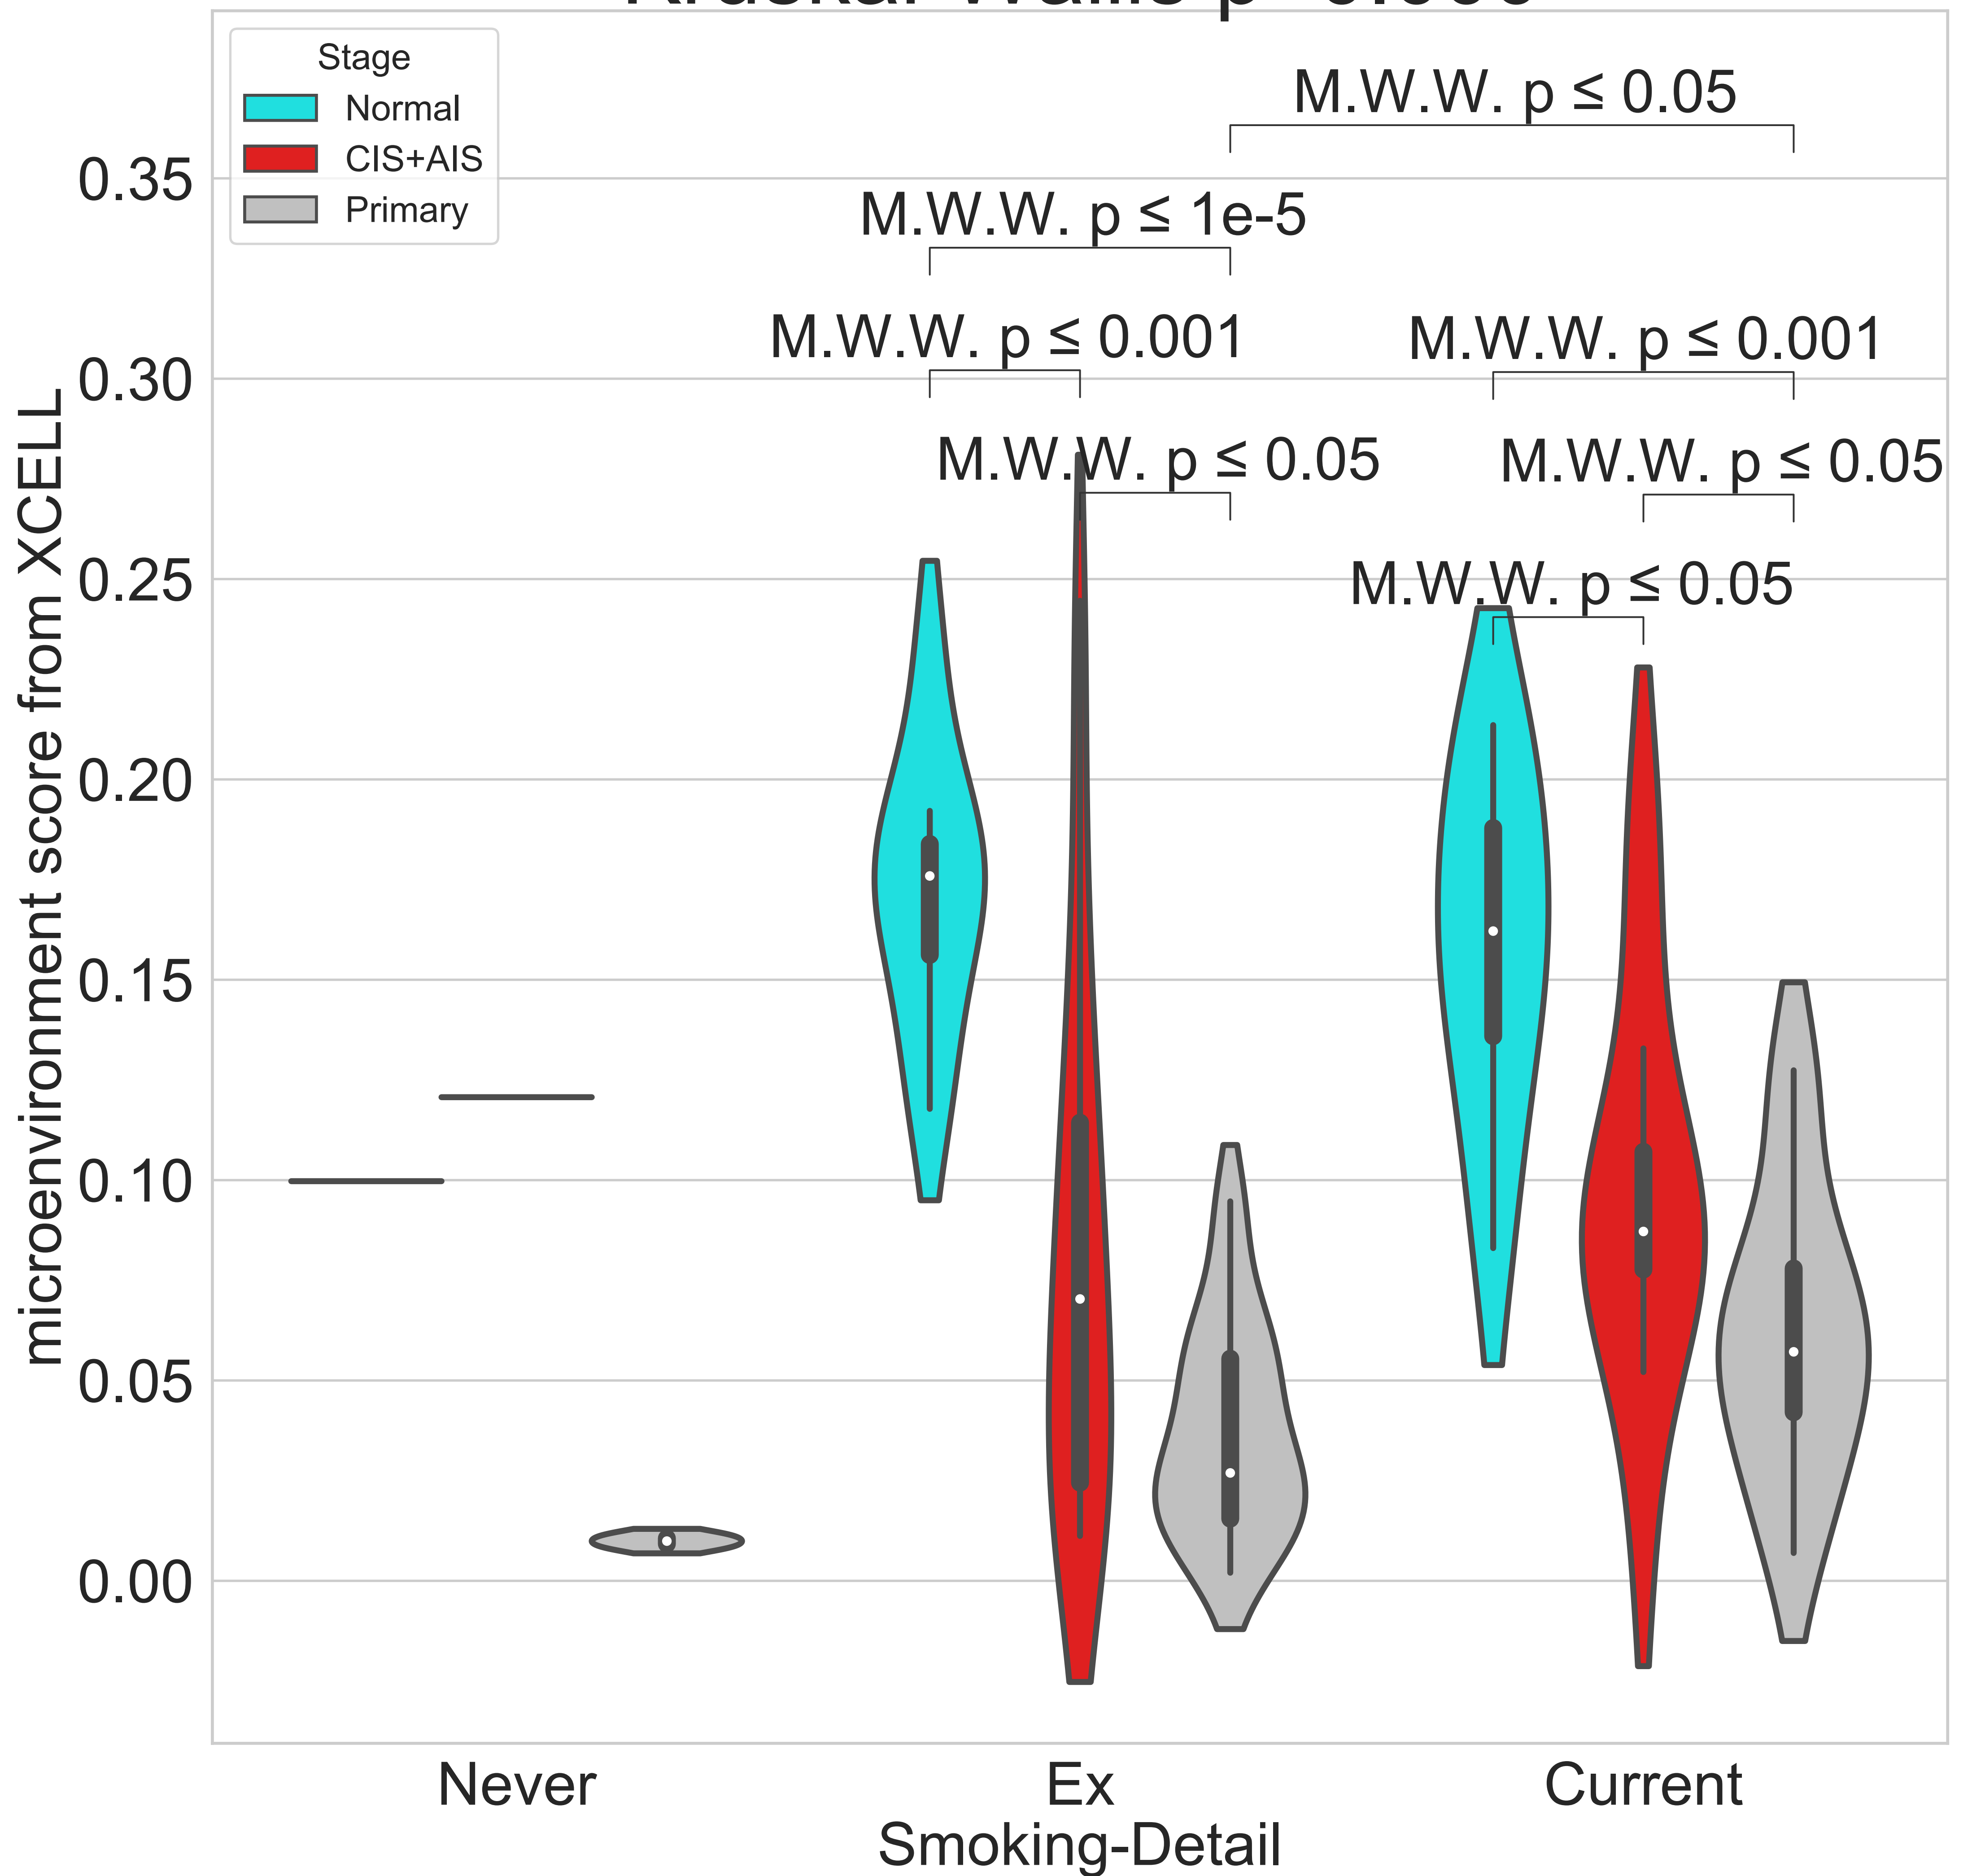 Stage
Normal
CIS+AIS
Primary
M.W.W. p ≤ 0.05
M.W.W. p ≤ 1e-5
M.W.W. p ≤ 0.001
M.W.W. p ≤ 0.001
M.W.W. p ≤ 0.05
M.W.W. p ≤ 0.05
M.W.W. p ≤ 0.05
microenvironment score from XCELL
0.35
0.30
0.25
0.20
0.15
0.10
0.05
0.00
Never
Ex
Current
Smoking-Detail